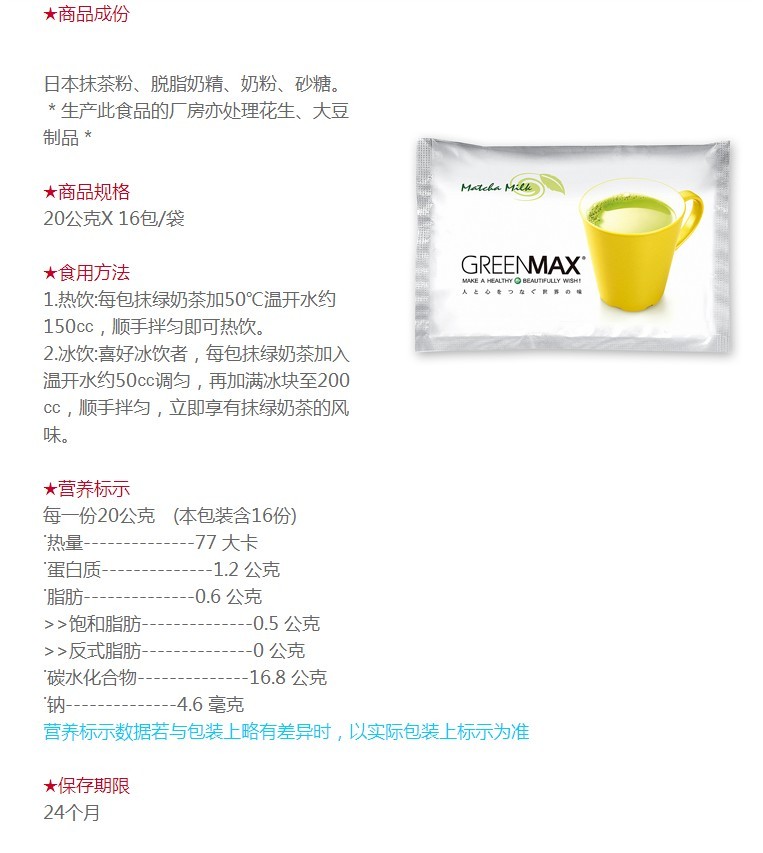 ★商品成份
日本抹茶粉、脱脂奶精、奶粉、砂糖。
＊生产此食品的厂房亦处理花生、大豆
制品＊
★商品规格
20公克X 16包/袋
★食用方法
1.热饮:每包抹绿奶茶加50℃温开水约
150㏄，顺手拌匀即可热饮。
2.冰饮:喜好冰饮者，每包抹绿奶茶加入
温开水约50㏄调匀，再加满冰块至200
㏄，顺手拌匀，立即享有抹绿奶茶的风
味。
★营养标示
每一份20公克　(本包装含16份)
˙热量--------------77 大卡
˙蛋白质--------------1.2 公克
˙脂肪--------------0.6 公克
>>饱和脂肪--------------0.5 公克
>>反式脂肪--------------0 公克
˙碳水化合物--------------16.8 公克
˙钠--------------4.6 毫克
营养标示数据若与包装上略有差异时，以实际包装上标示为准
★保存期限
24个月
Matcha Milk
GREENMAX®
MAKE A HEALTHY & BEAUTIFULLY WISH!
人と心をつなぐ世界の味